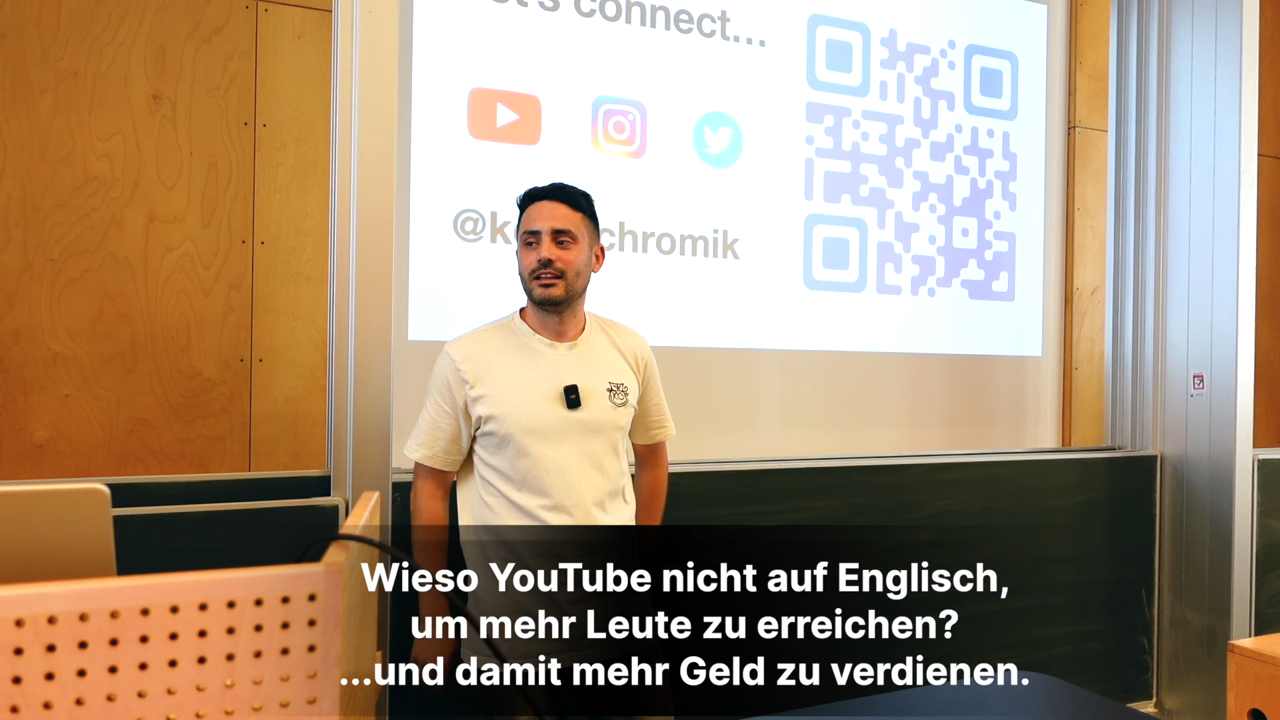 connect...
@k chromik
Wieso YouTube nicht auf Englisch,
um mehr Leute zu erreichen?
...und damit mehr Geld zu verdienen.